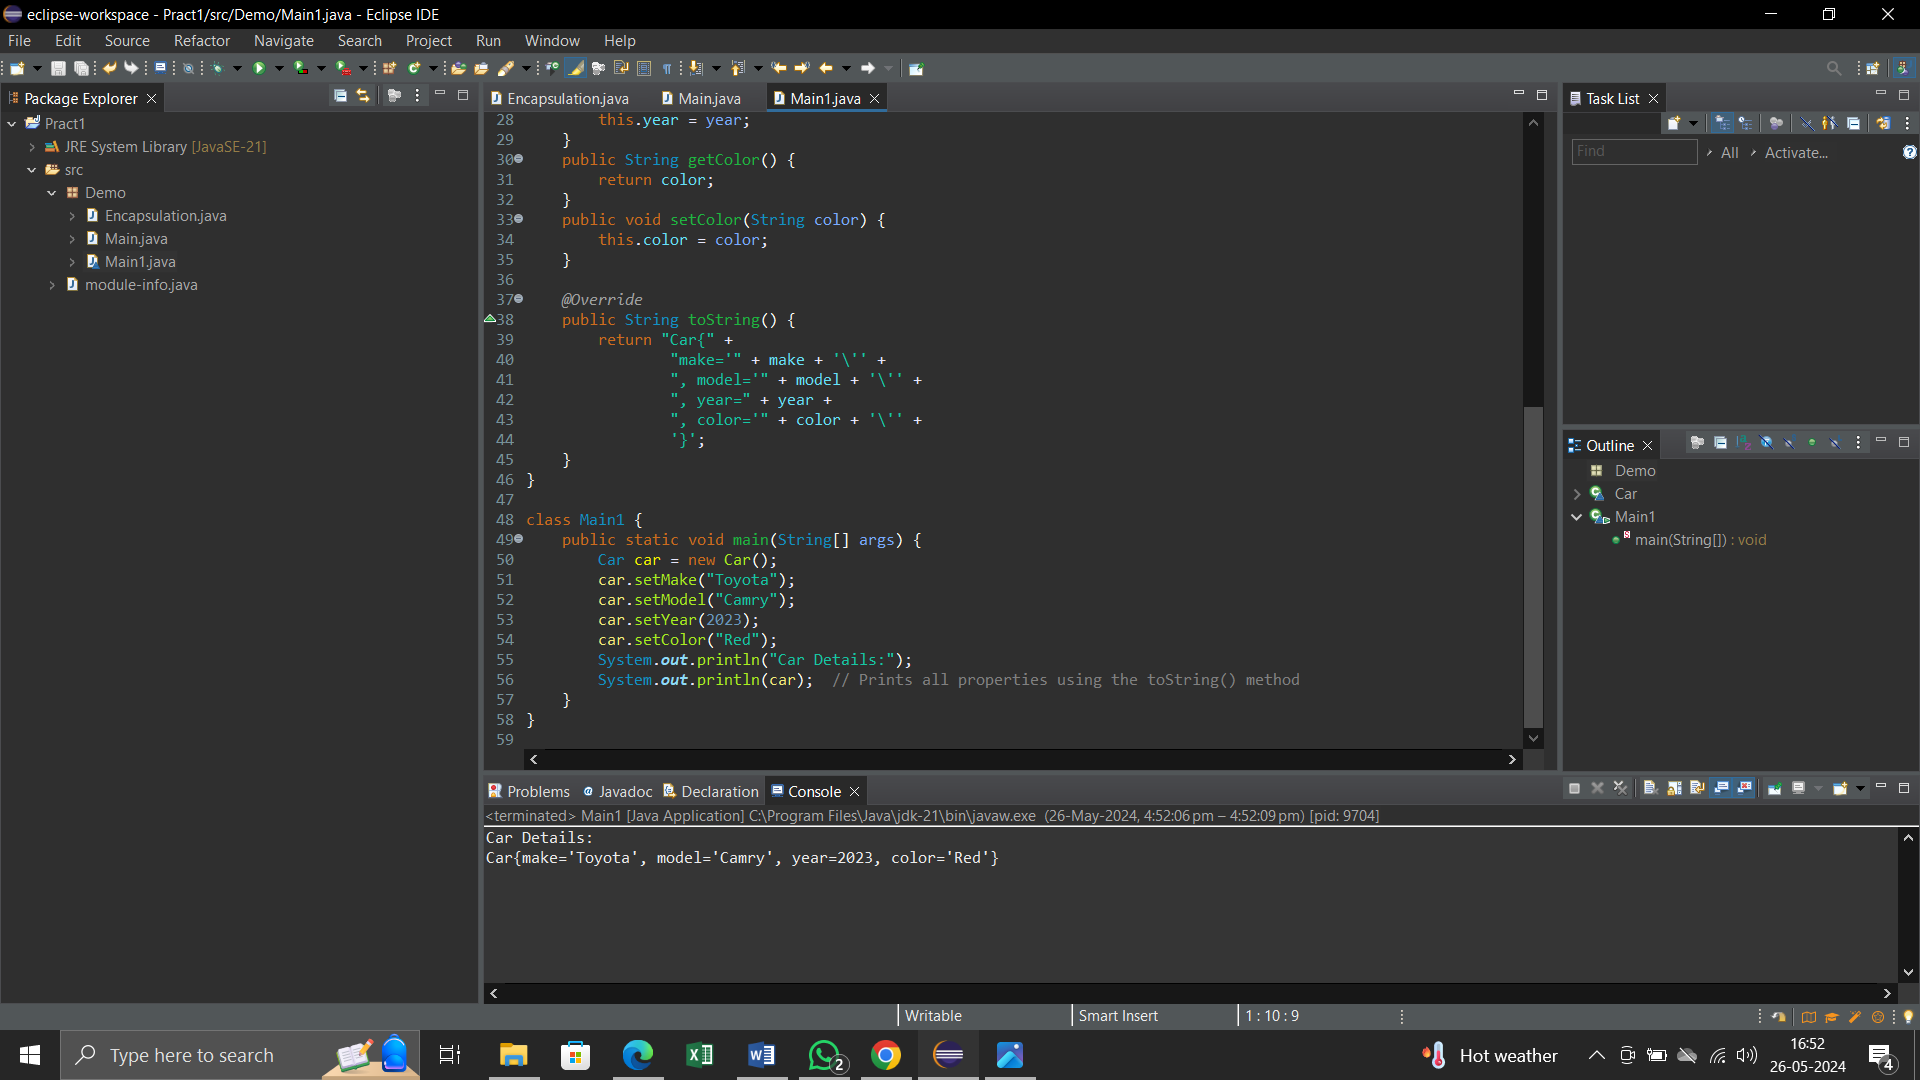 eclipse-workspace - Pract1/src/Demo/Main1.java - Eclipse IDE
File Edit Source Refactor Navigate Search Project Run Window Help
Package Explorer
Pract1
JRE System Library [JavaSE-21]
src
Demo
Encapsulation.java
Main.java
Main1.java
module-info.java
Encapsulation.java Main.java Main1.java
28 this.year = year;
29 }
30 public String getColor() {
31 return color;
32 }
33 public void setColor(String color) {
34 this.color = color;
35 }
36
37 @Override
38 public String toString() {
39 return "Car{" +
40 "make='" + make + '\'' +
41 ", model='" + model + '\'' +
42 ", year=" + year +
43 ", color='" + color + '\'' +
44 '}';
45 }
46 }
47
48 class Main1 {
49 public static void main(String[] args) {
50 Car car = new Car();
51 car.setMake("Toyota");
52 car.setModel("Camry");
53 car.setYear(2023);
54 car.setColor("Red");
55 System.out.println("Car Details:");
56 System.out.println(car);  // Prints all properties using the toString() method
57 }
58 }
59
Task List
Find All Activate...
Outline
Demo
Car
Main1
main(String[]) : void
Problems Javadoc Declaration Console
<terminated> Main1 [Java Application] C:\Program Files\Java\jdk-21\bin\javaw.exe (26-May-2024, 4:52:06 pm – 4:52:09 pm) [pid: 9704]
Car Details:
Car{make='Toyota', model='Camry', year=2023, color='Red'}
Writable Smart Insert 1 : 10 : 9
Type here to search
2
Hot weather
16:52
26-05-2024
4